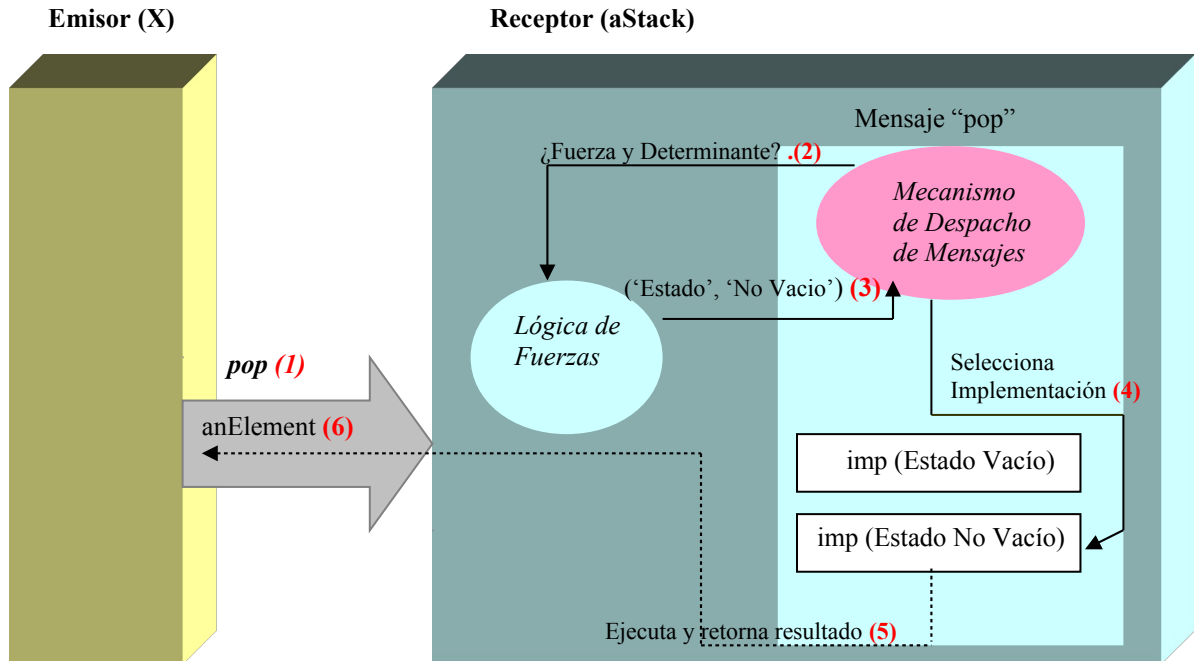 Emisor (X)
Receptor (aStack)
Mensaje “pop”
¿Fuerza y Determinante? .(2)
Mecanismo
de Despacho
de Mensajes
(‘Estado’, ‘No Vacio’) (3)
Lógica de
Fuerzas
pop (1)
Selecciona
Implementación (4)
anElement (6)
imp (Estado Vacío)
imp (Estado No Vacío)
Ejecuta y retorna resultado (5)